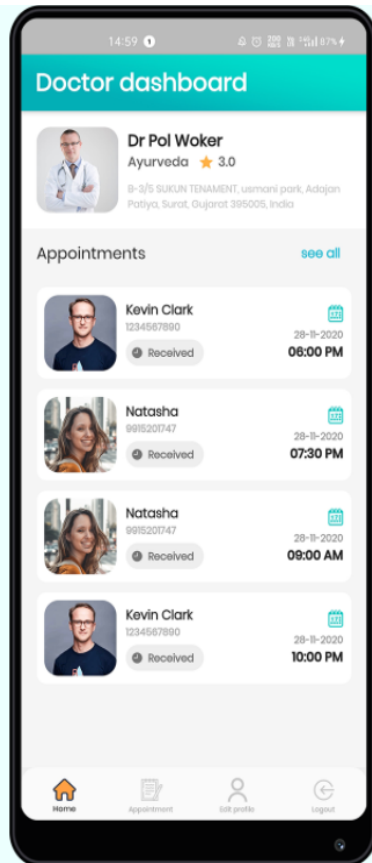 14:59 1
87%
Doctor dashboard
Dr Pol Woker
Ayurveda 3.0
B-3/5 SUKUN TENAMENT, usmani park, Adajan
Patiya, Surat, Gujarat 395005, India
Appointments see all
Kevin Clark
1234567890
28-11-2020
Received
06:00 PM
Natasha
9915201747
28-11-2020
Received
07:30 PM
Natasha
9915201747
28-11-2020
Received
09:00 AM
Kevin Clark
1234567890
28-11-2020
Received
10:00 PM
Home Appointment Edit profile Logout